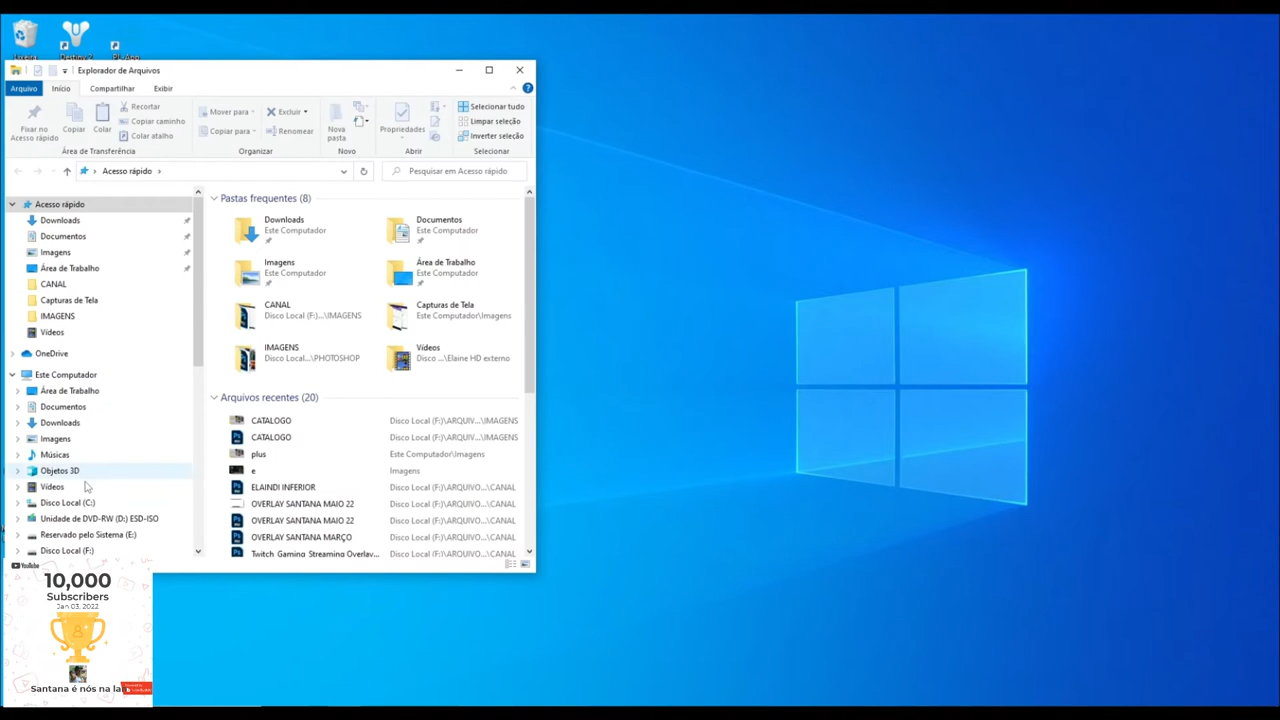 Lixeira
Destiny 2
Explorador de Arquivos
Arquivo Início Compartilhar Exibir
Fixar no Acesso rápido
Copiar
Colar
Recortar
Copiar caminho
Colar atalho
Área de Transferência
Mover para
Copiar para
Excluir
Renomear
Organizar
Nova pasta
Novo
Propriedades
Abrir
Selecionar tudo
Limpar seleção
Inverter seleção
Selecionar
Acesso rápido
Pesquisar em Acesso rápido
Acesso rápido
Downloads
Documentos
Imagens
Área de Trabalho
CANAL
Capturas de Tela
IMAGENS
Vídeos
OneDrive
Este Computador
Área de Trabalho
Documentos
Downloads
Imagens
Músicas
Objetos 3D
Vídeos
Disco Local (C:)
Unidade de DVD-RW (D:) ESD-ISO
Reservado pelo Sistema (E:)
Disco Local (F:)
Pastas frequentes (8)
Downloads
Este Computador
Documentos
Este Computador
Imagens
Este Computador
Área de Trabalho
Este Computador
CANAL
Disco Local (F:)...\IMAGENS
Capturas de Tela
Este Computador\Imagens
IMAGENS
Disco Local...\PHOTOSHOP
Vídeos
Disco ...\Elaine HD externo
Arquivos recentes (20)
CATALOGO Disco Local (F:)\ARQUIV...\IMAGENS
CATALOGO Disco Local (F:)\ARQUIV...\IMAGENS
plus Este Computador\Imagens
e Imagens
ELAINDI INFERIOR Disco Local (F:)\ARQUIVO...\CANAL
OVERLAY SANTANA MAIO 22 Disco Local (F:)\ARQUIVO...\CANAL
OVERLAY SANTANA MAIO 22 Disco Local (F:)\ARQUIVO...\CANAL
OVERLAY SANTANA MARÇO Disco Local (F:)\ARQUIVO...\CANAL
Twitch Gaming Streaming Overlav... Disco Local (F:)\ARQUIVO...\CANAL
YouTube
10,000
Subscribers
Jan 03, 2022
Santana é nós na la